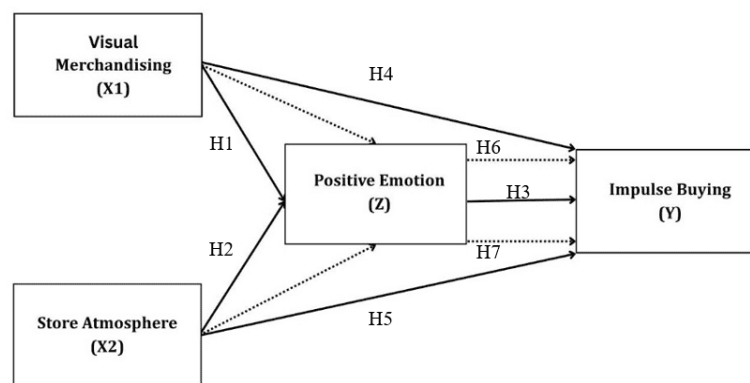 Visual
Merchandising
(X1)
H4
H1
H6
Positive Emotion
(Z)
H3
Impulse Buying
(Y)
H2
H7
Store Atmosphere
(X2)
H5